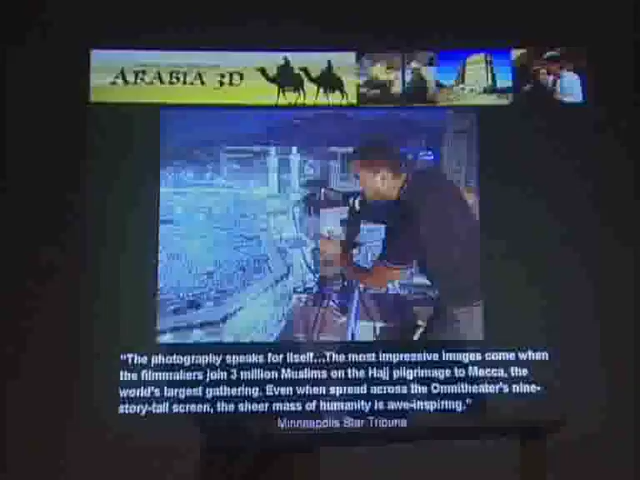 ARABIA 3D
"The photography speaks for itself...The most impressive images come when
the filmmakers join 3 million Muslims on the Hajj pilgrimage to Mecca, the
world's largest gathering. Even when spread across the Omnitheater's nine-
story-tall screen, the sheer mass of humanity is awe-inspiring."
Minneapolis Star Tribune